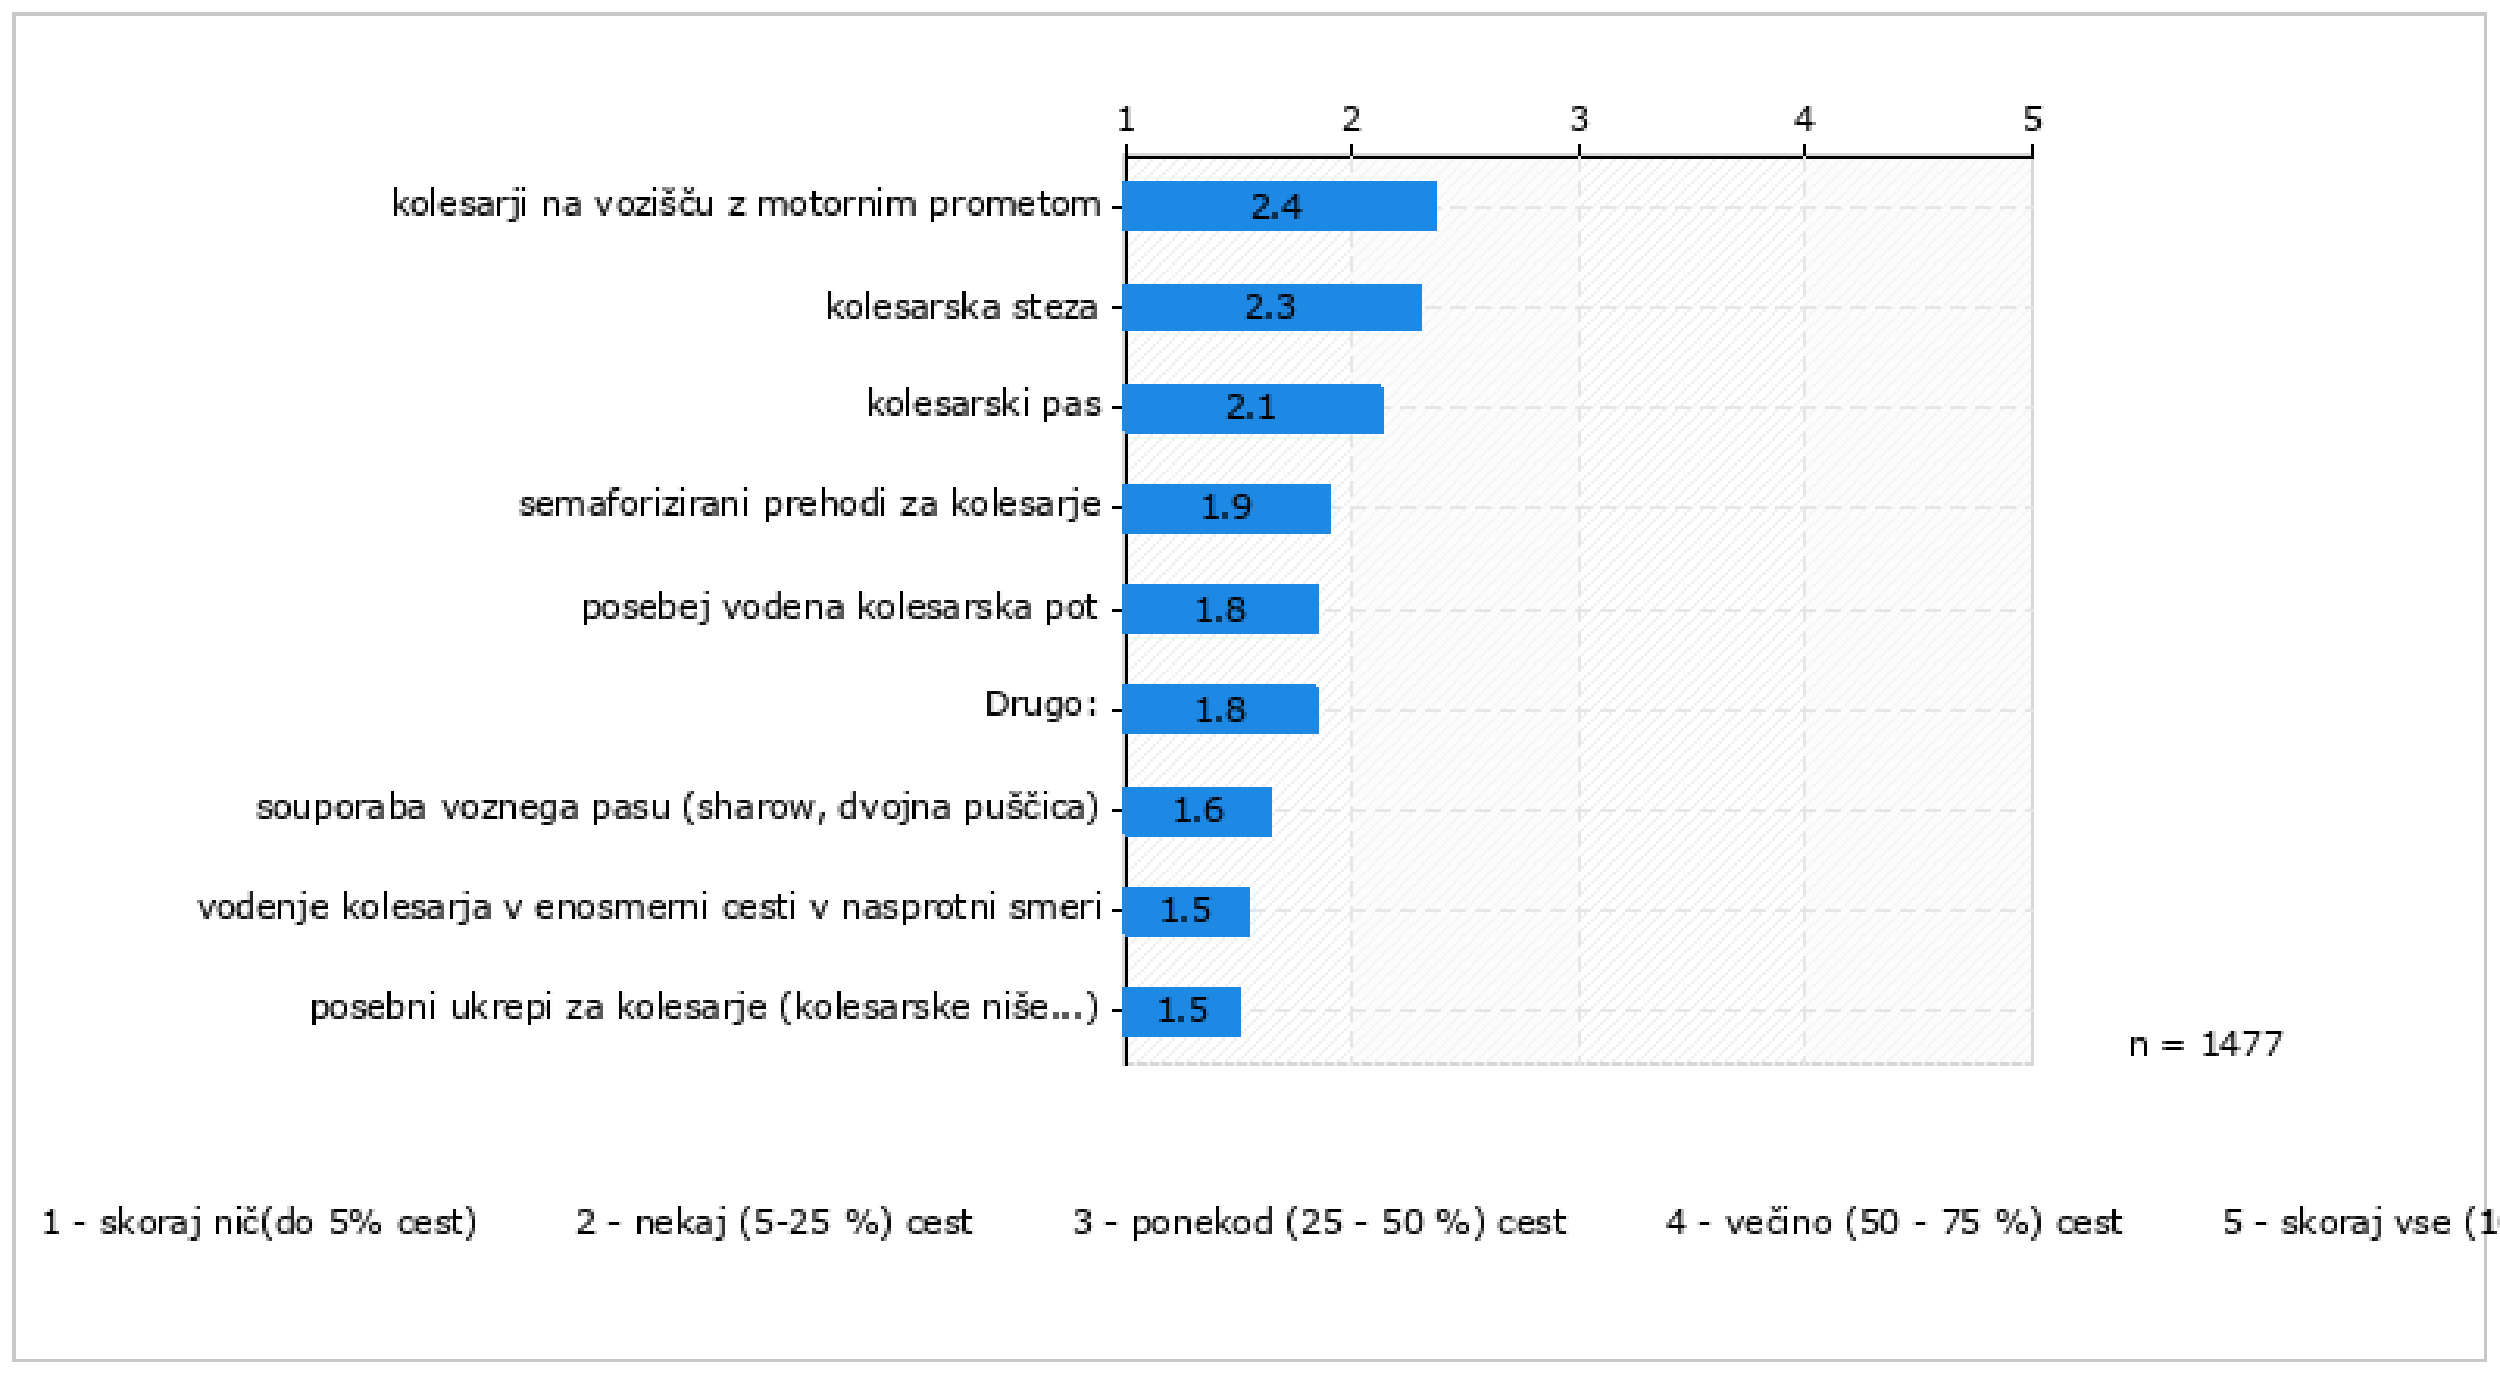 1 2 3 4 5
kolesarji na vozišču z motornim prometom 2.4
kolesarska steza 2.3
kolesarski pas 2.1
semaforizirani prehodi za kolesarje 1.9
posebej vodena kolesarska pot 1.8
Drugo: 1.8
souporaba voznega pasu (sharow, dvojna puščica) 1.6
vodenje kolesarja v enosmerni cesti v nasprotni smeri 1.5
posebni ukrepi za kolesarje (kolesarske niše...) 1.5
n = 1477
1 - skoraj nič(do 5% cest) 2 - nekaj (5-25 %) cest 3 - ponekod (25 - 50 %) cest 4 - večino (50 - 75 %) cest 5 - skoraj vse (1